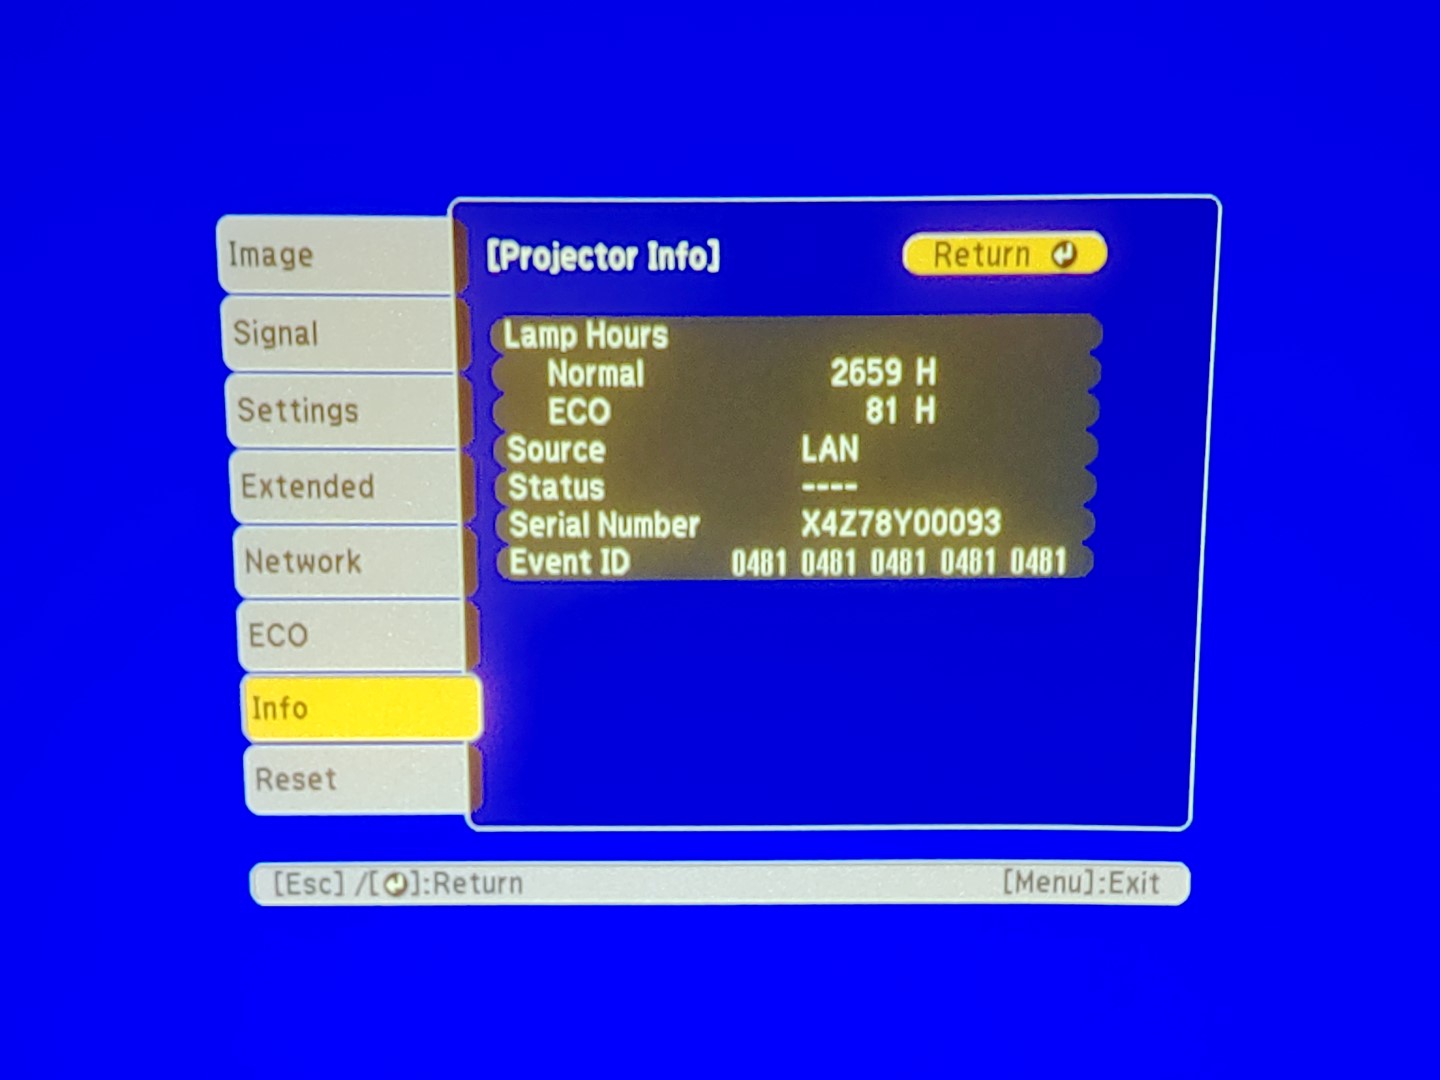 Image
Signal
Settings
Extended
Network
ECO
Info
Reset
[Projector Info]
Return
Lamp Hours
Normal 2659 H
ECO 81 H
Source LAN
Status ----
Serial Number X4Z78Y00093
Event ID 0481 0481 0481 0481 0481
[Esc] /[⏎]:Return [Menu]:Exit